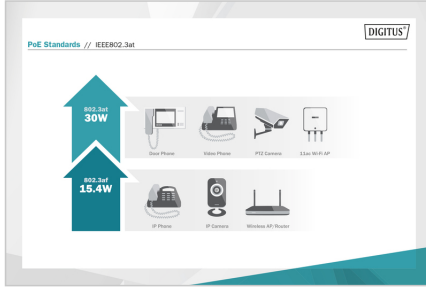 DIGITUS®
PoE Standards // IEEE802.3at
802.3at
30W
Door Phone
Video Phone
PTZ Camera
11ac Wi-Fi AP
802.3af
15.4W
IP Phone
IP Camera
Wireless AP/Router